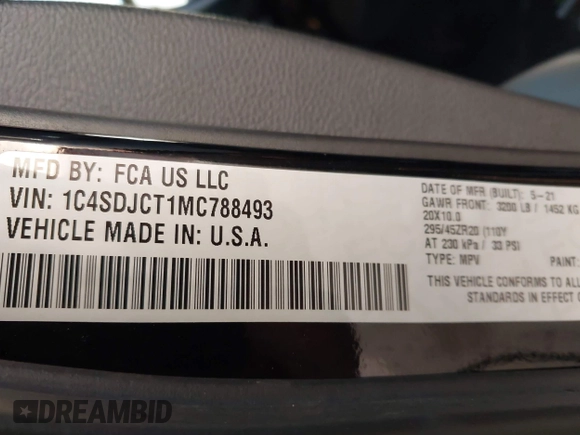 MFD BY: FCA US LLC
VIN: 1C4SDJCT1MC788493
VEHICLE MADE IN: U.S.A.
DATE OF MFR (BUILT): 5-21
GAWR FRONT: 3200 LB / 1452 KG
20X10.0
295/45ZR20 (110Y
AT 230 kPa / 33 PSI
TYPE: MPV PAINT:
THIS VEHICLE CONFORMS TO ALL
STANDARDS IN EFFECT
DREAMBID